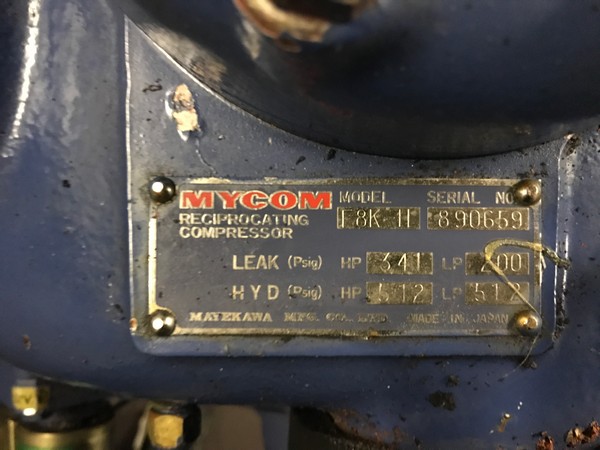 MYCOM MODEL SERIAL NO
RECIPROCATING F8K-H 890659
COMPRESSOR
LEAK (Psig) HP 341 LP 200
HYD (Psig) HP 512 LP 512
MAYEKAWA MFG. CO., LTD. MADE IN JAPAN